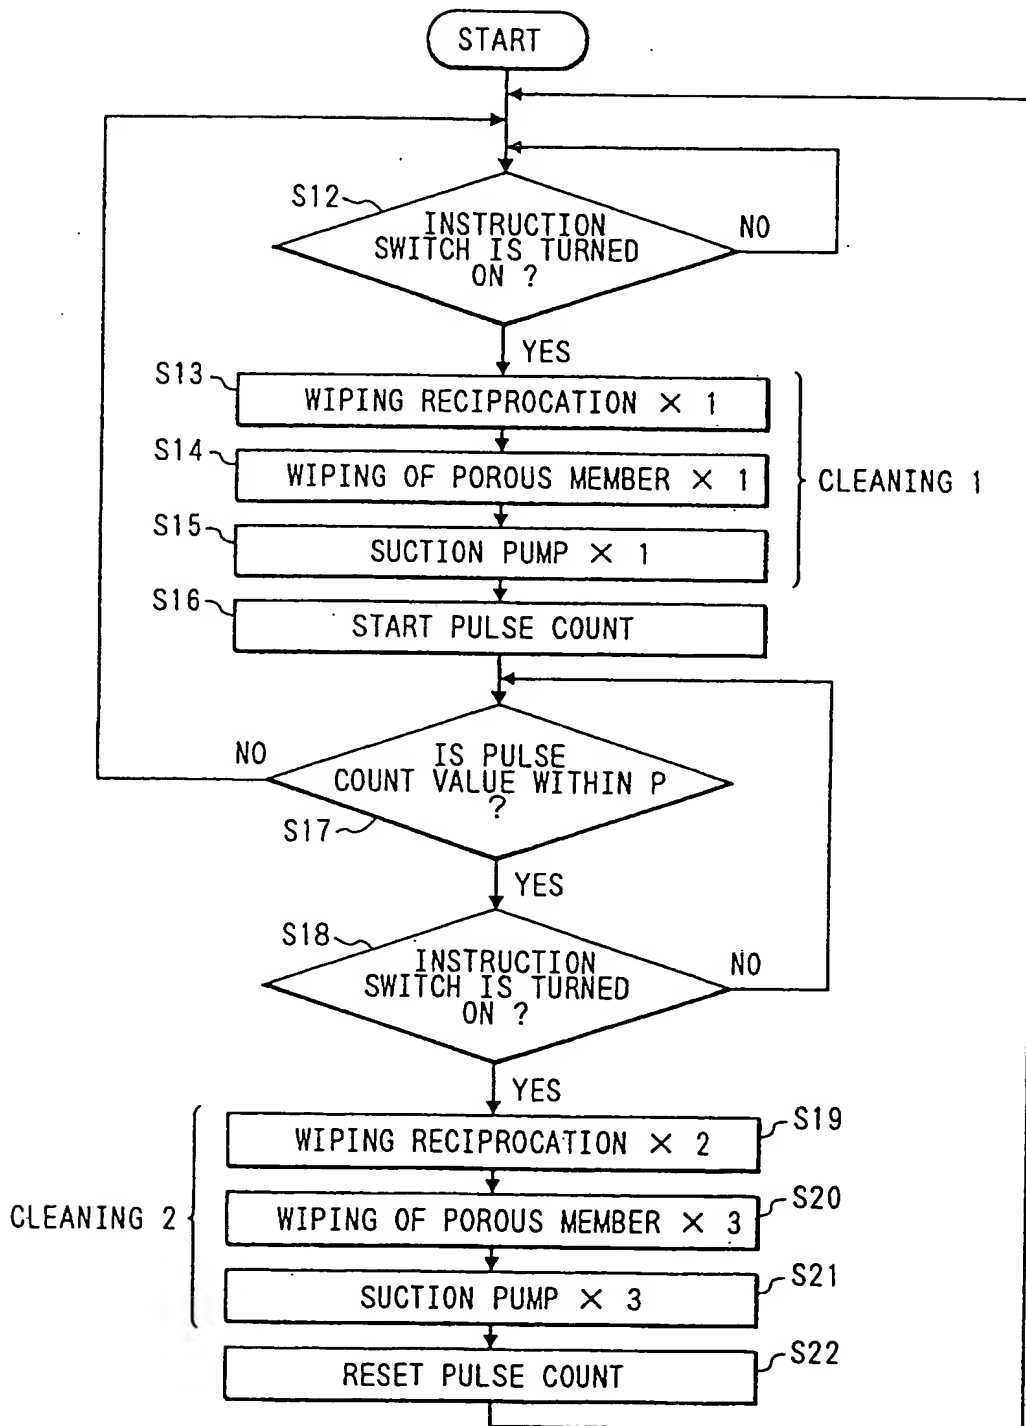 START
S12
INSTRUCTION
SWITCH IS TURNED
ON ?
NO
YES
S13
WIPING RECIPROCATION × 1
S14
WIPING OF POROUS MEMBER × 1
CLEANING 1
S15
SUCTION PUMP × 1
S16
START PULSE COUNT
NO
IS PULSE
COUNT VALUE WITHIN P
?
S17
YES
S18
INSTRUCTION
SWITCH IS TURNED
ON ?
NO
YES
S19
WIPING RECIPROCATION × 2
S20
CLEANING 2
WIPING OF POROUS MEMBER × 3
S21
SUCTION PUMP × 3
S22
RESET PULSE COUNT